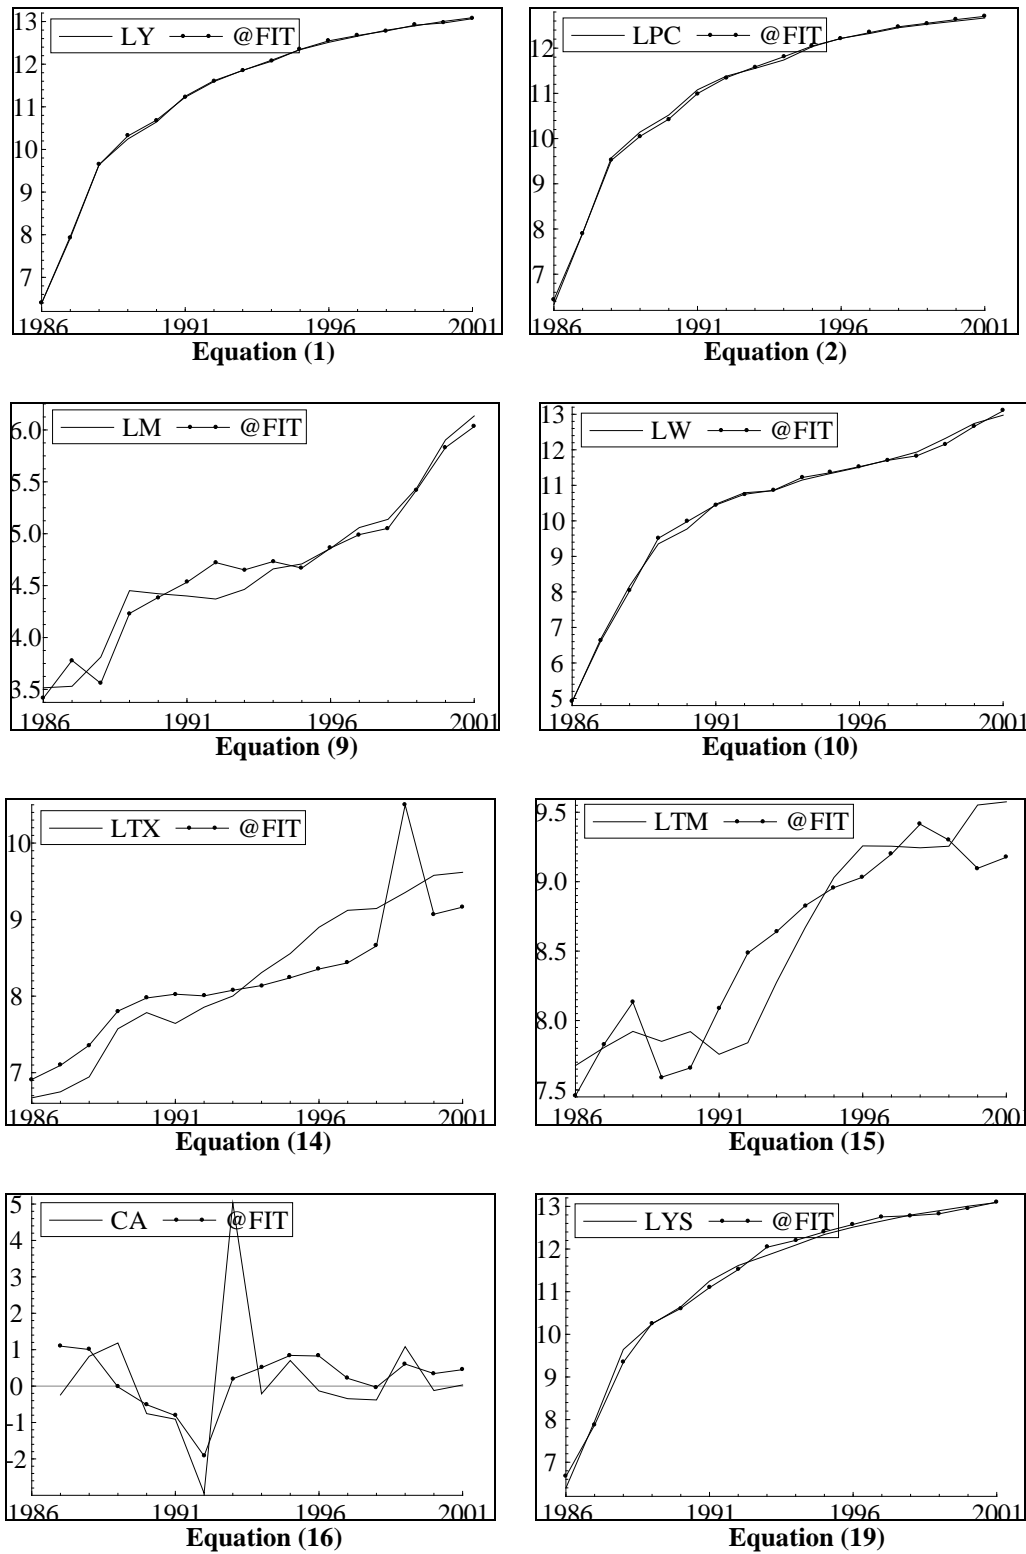 LY @FIT
13
12
11
10
9
8
7
1986 1991 1996 2001
Equation (1)
LPC @FIT
12
11
10
9
8
7
1986 1991 1996 2001
Equation (2)
LM @FIT
6.0
5.5
5.0
4.5
4.0
3.5
1986 1991 1996 2001
Equation (9)
LW @FIT
13
12
11
10
9
8
7
6
5
1986 1991 1996 2001
Equation (10)
LTX @FIT
10
9
8
7
1986 1991 1996 2001
Equation (14)
LTM @FIT
9.5
9.0
8.5
8.0
7.5
1986 1991 1996 2001
Equation (15)
CA @FIT
5
4
3
2
1
0
-1
-2
1986 1991 1996 2001
Equation (16)
LYS @FIT
13
12
11
10
9
8
7
1986 1991 1996 2001
Equation (19)